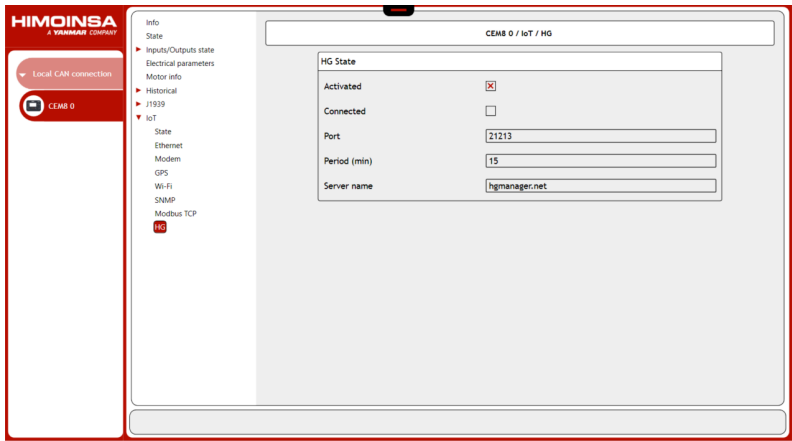 HIMOINSA
A YANMAR COMPANY
Local CAN connection
CEM8 0
Info
State
Inputs/Outputs state
Electrical parameters
Motor info
Historical
J1939
IoT
State
Ethernet
Modem
GPS
Wi-Fi
SNMP
Modbus TCP
HG
CEM8 0 / IoT / HG
HG State
Activated
Connected
Port 21213
Period (min) 15
Server name hgmanager.net